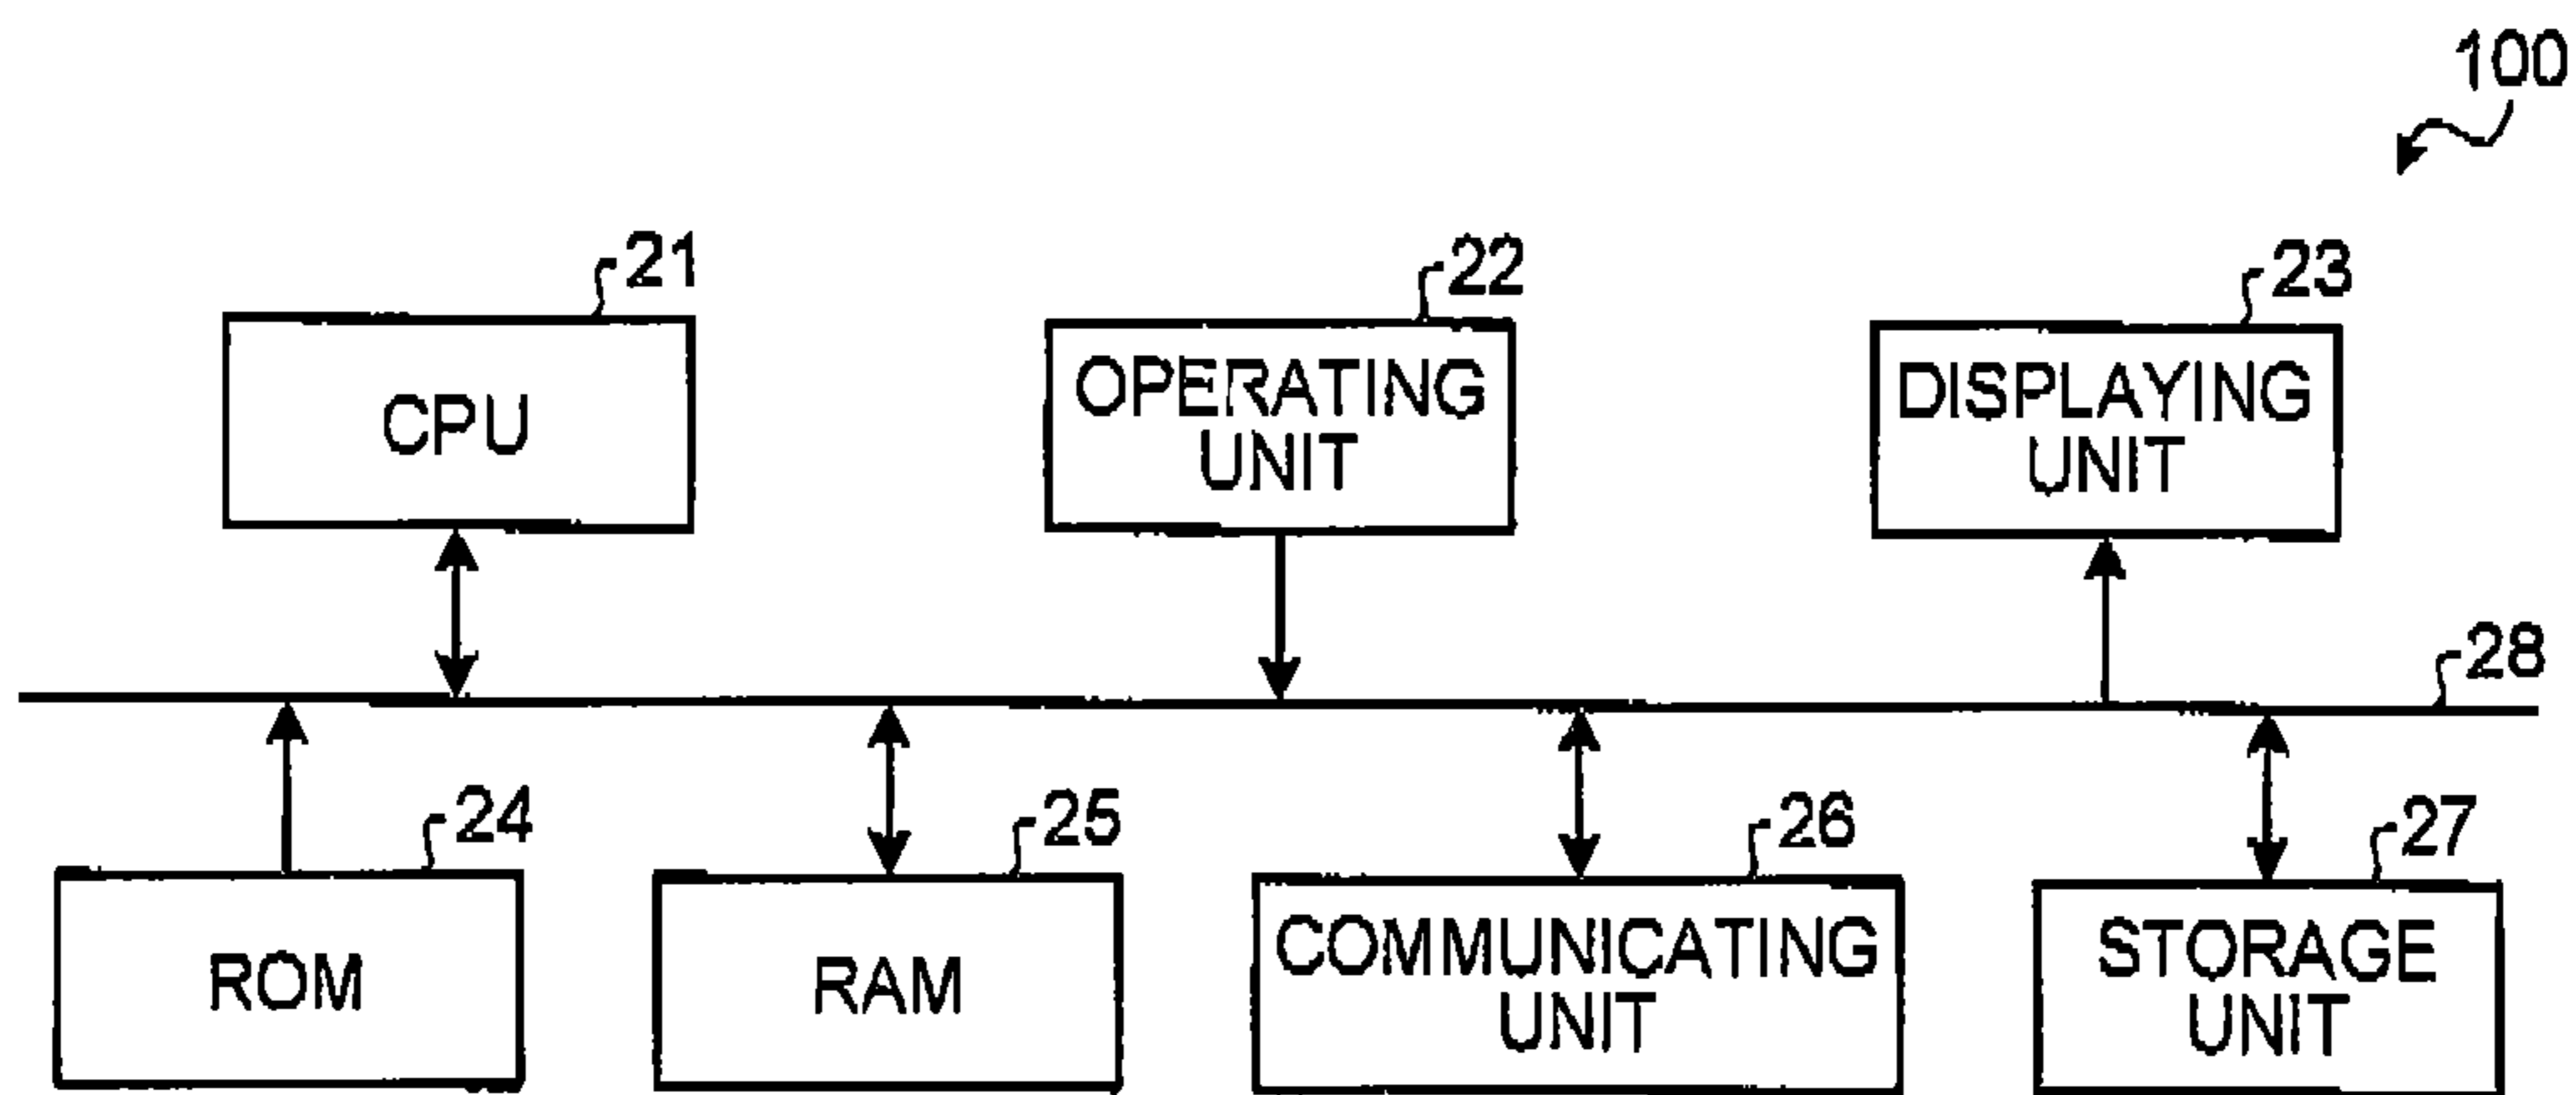 100
21
22
23
CPU
OPERATING
UNIT
DISPLAYING
UNIT
28
24
25
26
27
ROM
RAM
COMMUNICATING
UNIT
STORAGE
UNIT